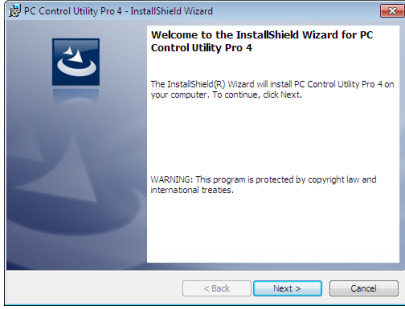 PC Control Utility Pro 4 - InstallShield Wizard
Welcome to the InstallShield Wizard for PC
Control Utility Pro 4
The InstallShield(R) Wizard will install PC Control Utility Pro 4 on
your computer. To continue, click Next.
WARNING: This program is protected by copyright law and
international treaties.
< Back Next > Cancel